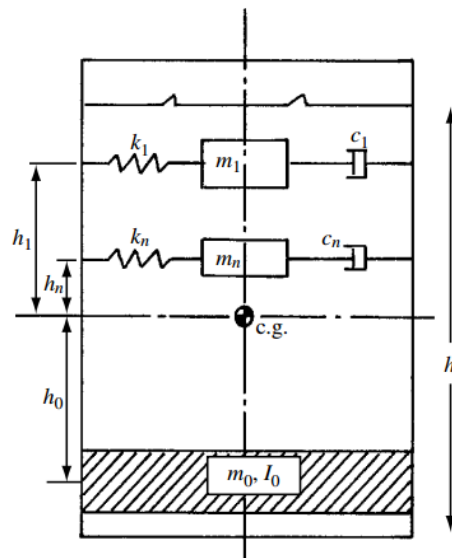 k₁
m₁
c₁
h₁
kₙ
mₙ
cₙ
hₙ
c.g.
h
h₀
m₀, I₀